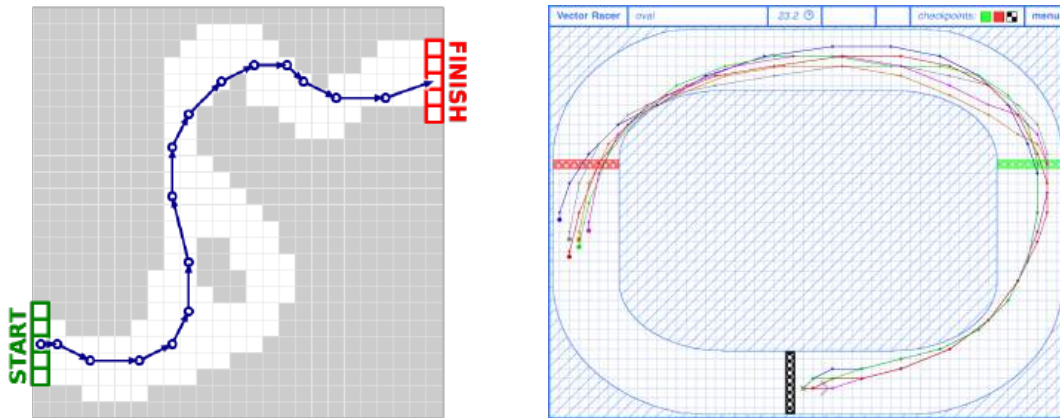 START
FINISH
Vector Racer
oval
23.2
checkpoints:
menu